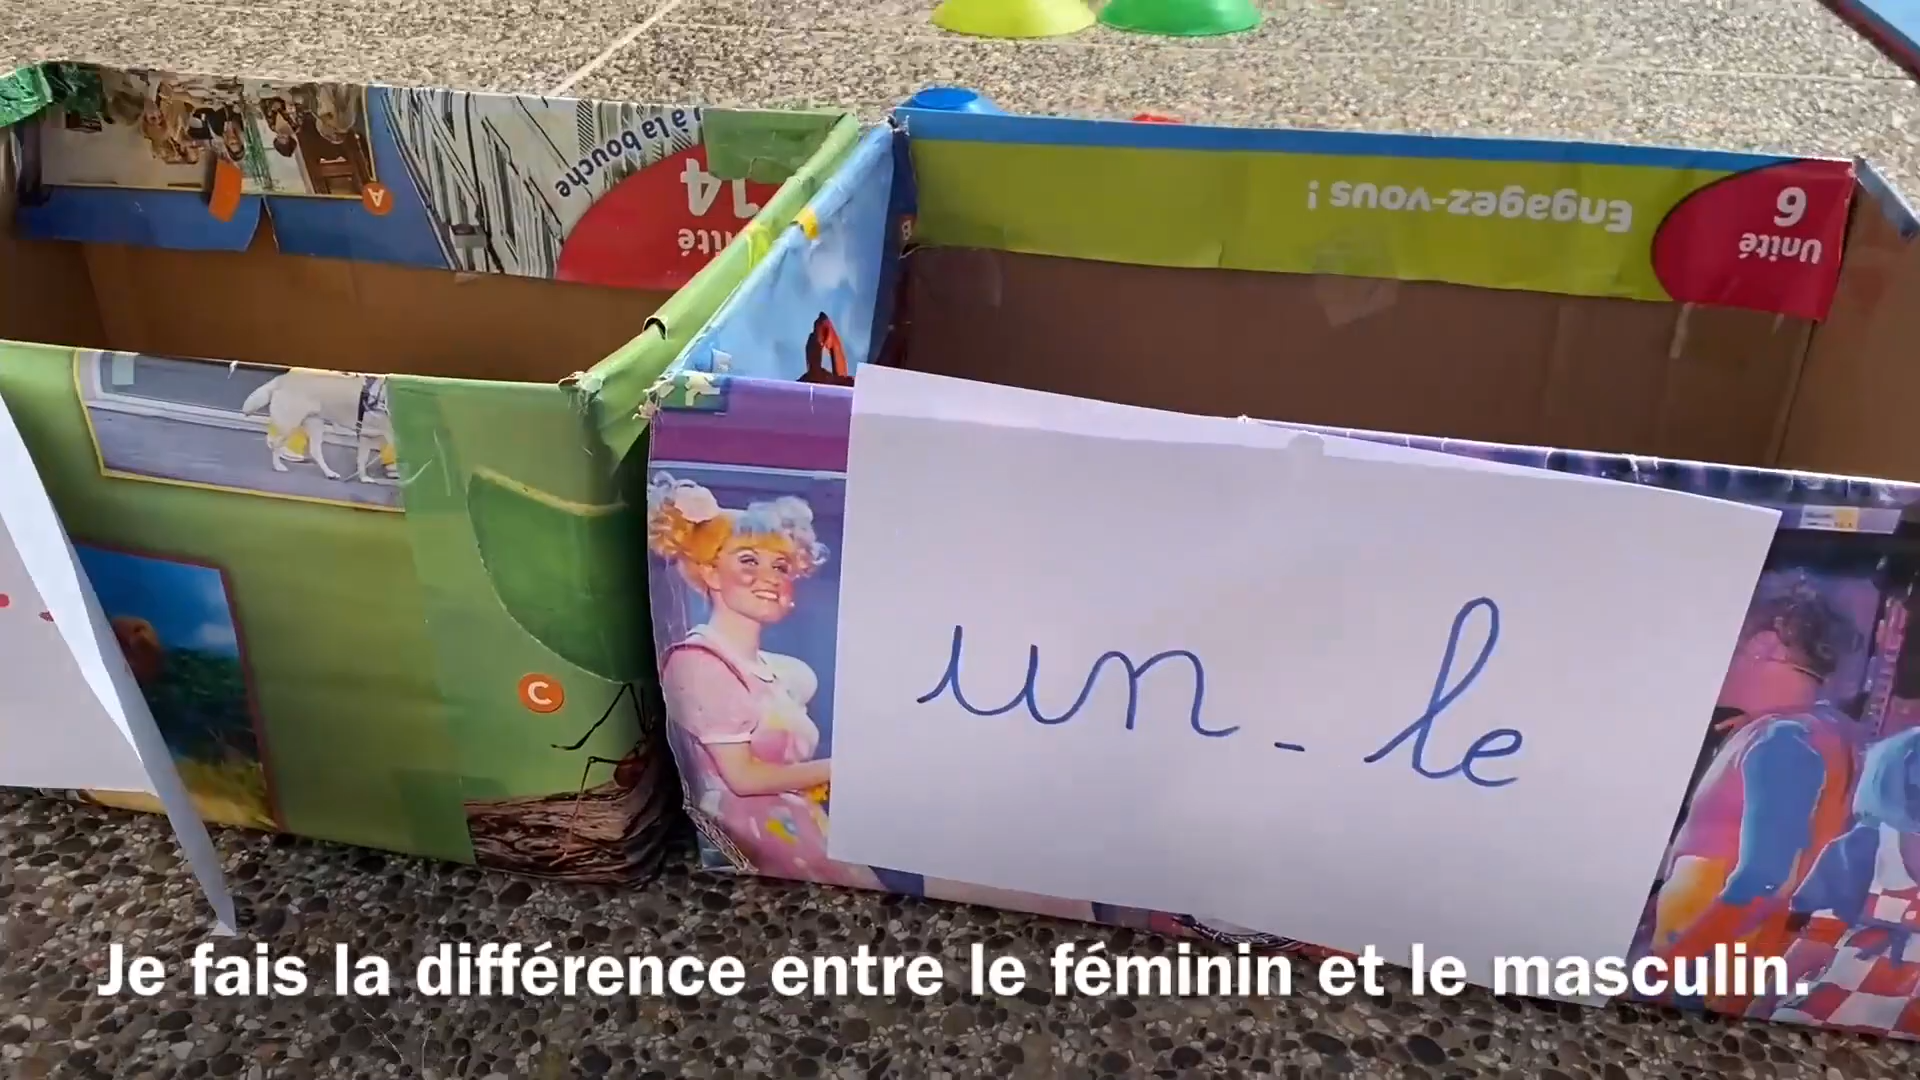 à la bouche
14
Unité
A
B
Engagez-vous !
6
Unité
C
un - le
Je fais la différence entre le féminin et le masculin.